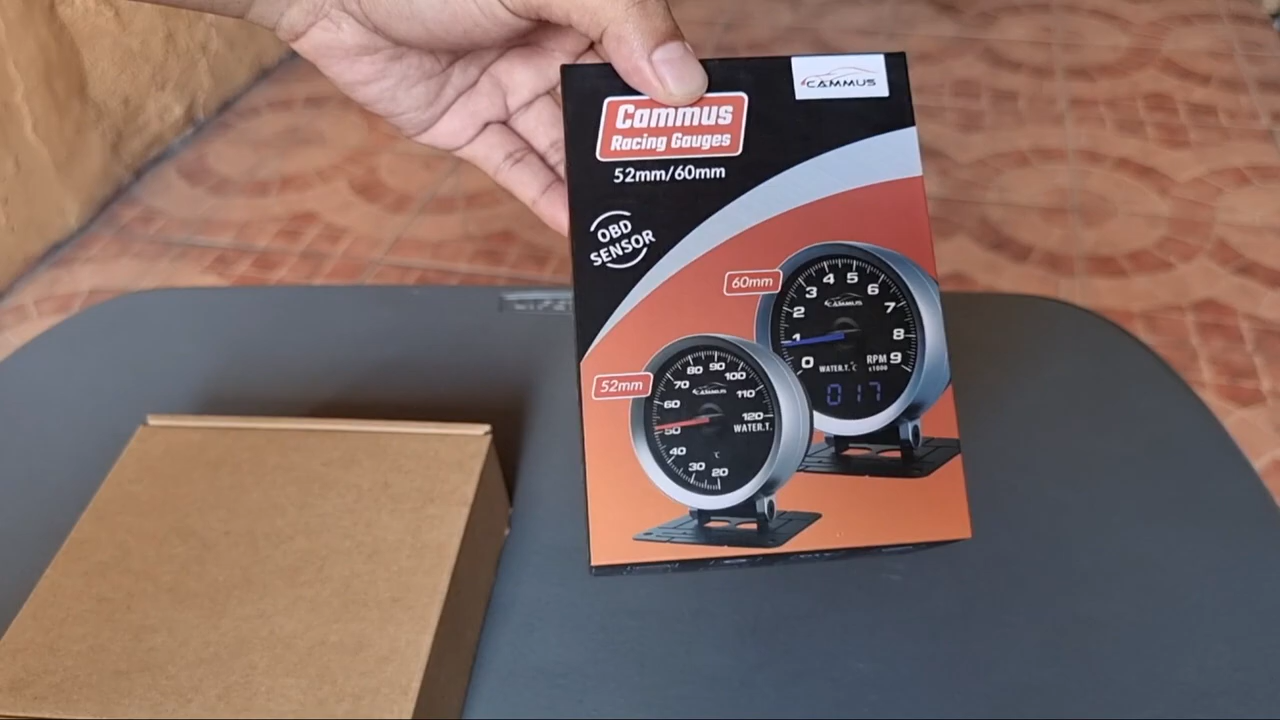 CAMMUS
Cammus
Racing Gauges
52mm/60mm
OBD
SENSOR
60mm
0 1 2 3 4 5 6 7 8 9
CAMMUS
RPM
x1000
WATER.T. °C
017
52mm
20 30 40 50 60 70 80 90 100 110 120
CAMMUS
WATER.T.
°C